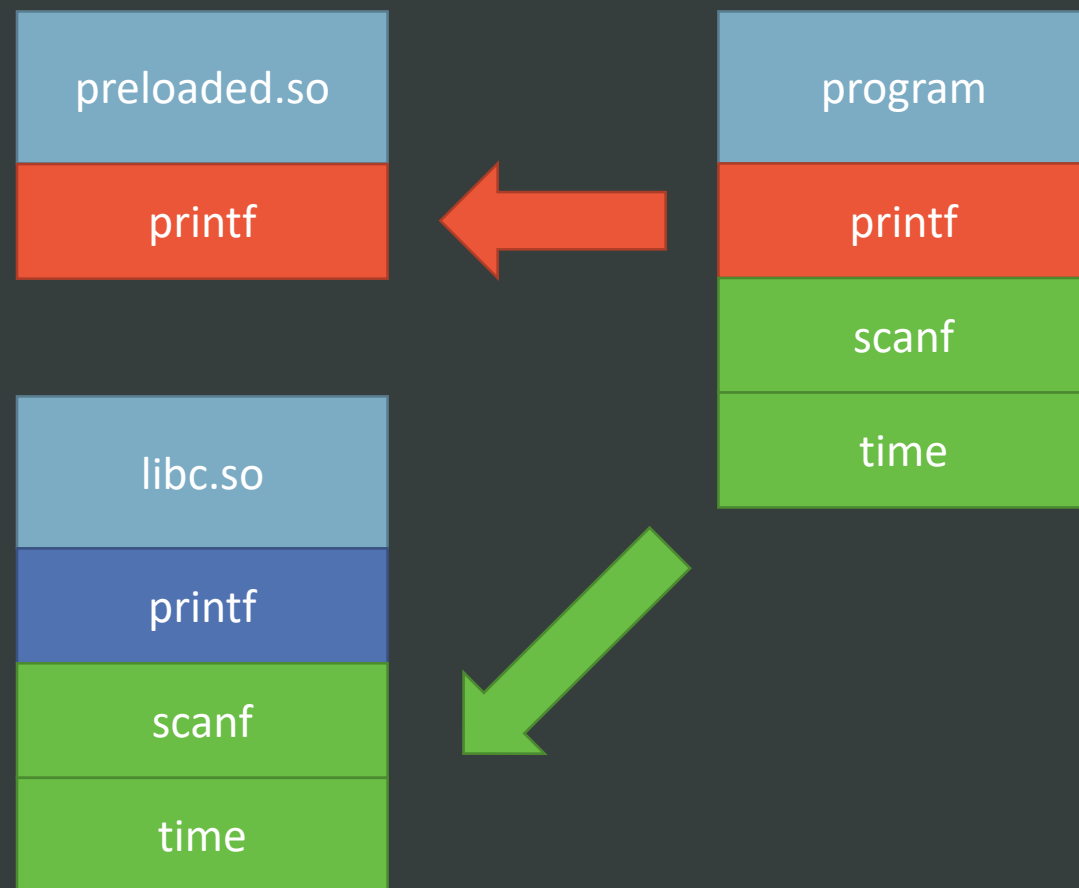 preloaded.so
printf
libc.so
printf
scanf
time
program
printf
scanf
time